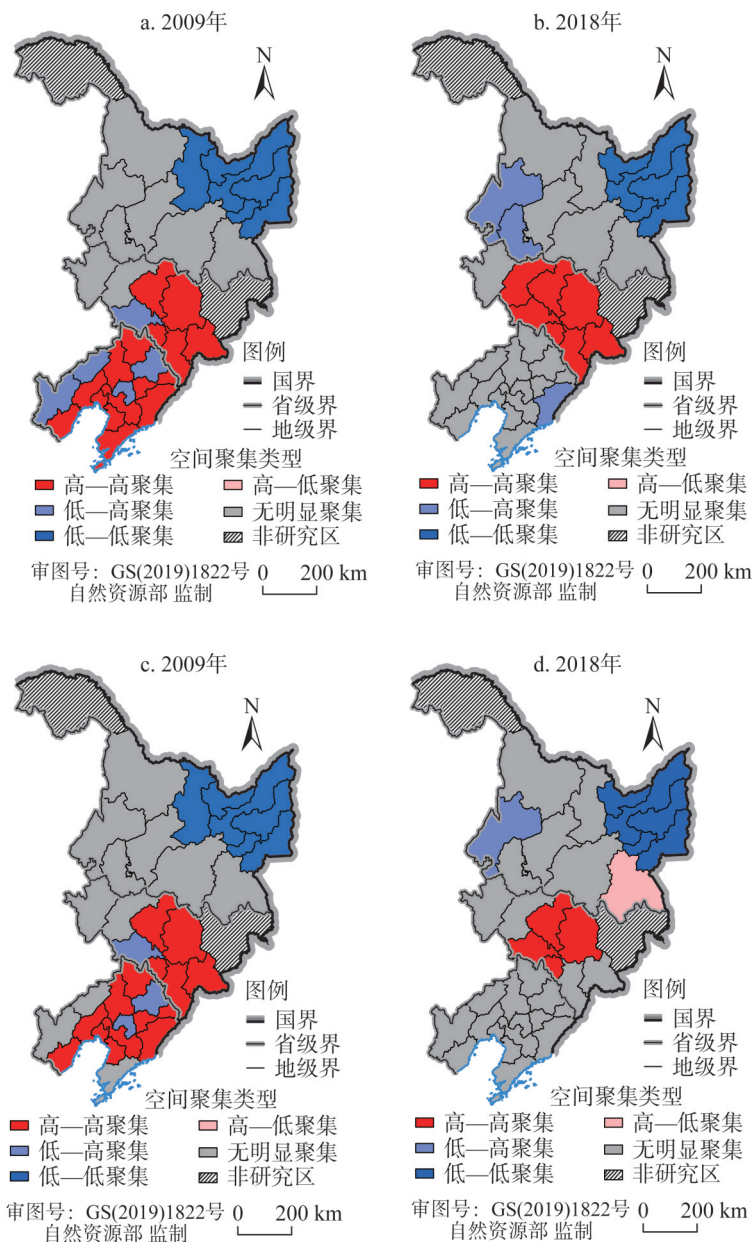 a. 2009年
N
图例
国界
省级界
地级界
空间聚集类型
高—高聚集
高—低聚集
低—高聚集
无明显聚集
低—低聚集
非研究区
审图号：GS(2019)1822号
自然资源部 监制
0 200 km
b. 2018年
N
图例
国界
省级界
地级界
空间聚集类型
高—高聚集
高—低聚集
低—高聚集
无明显聚集
低—低聚集
非研究区
审图号：GS(2019)1822号
自然资源部 监制
0 200 km
c. 2009年
N
图例
国界
省级界
地级界
空间聚集类型
高—高聚集
高—低聚集
低—高聚集
无明显聚集
低—低聚集
非研究区
审图号：GS(2019)1822号
自然资源部 监制
0 200 km
d. 2018年
N
图例
国界
省级界
地级界
空间聚集类型
高—高聚集
高—低聚集
低—高聚集
无明显聚集
低—低聚集
非研究区
审图号：GS(2019)1822号
自然资源部 监制
0 200 km